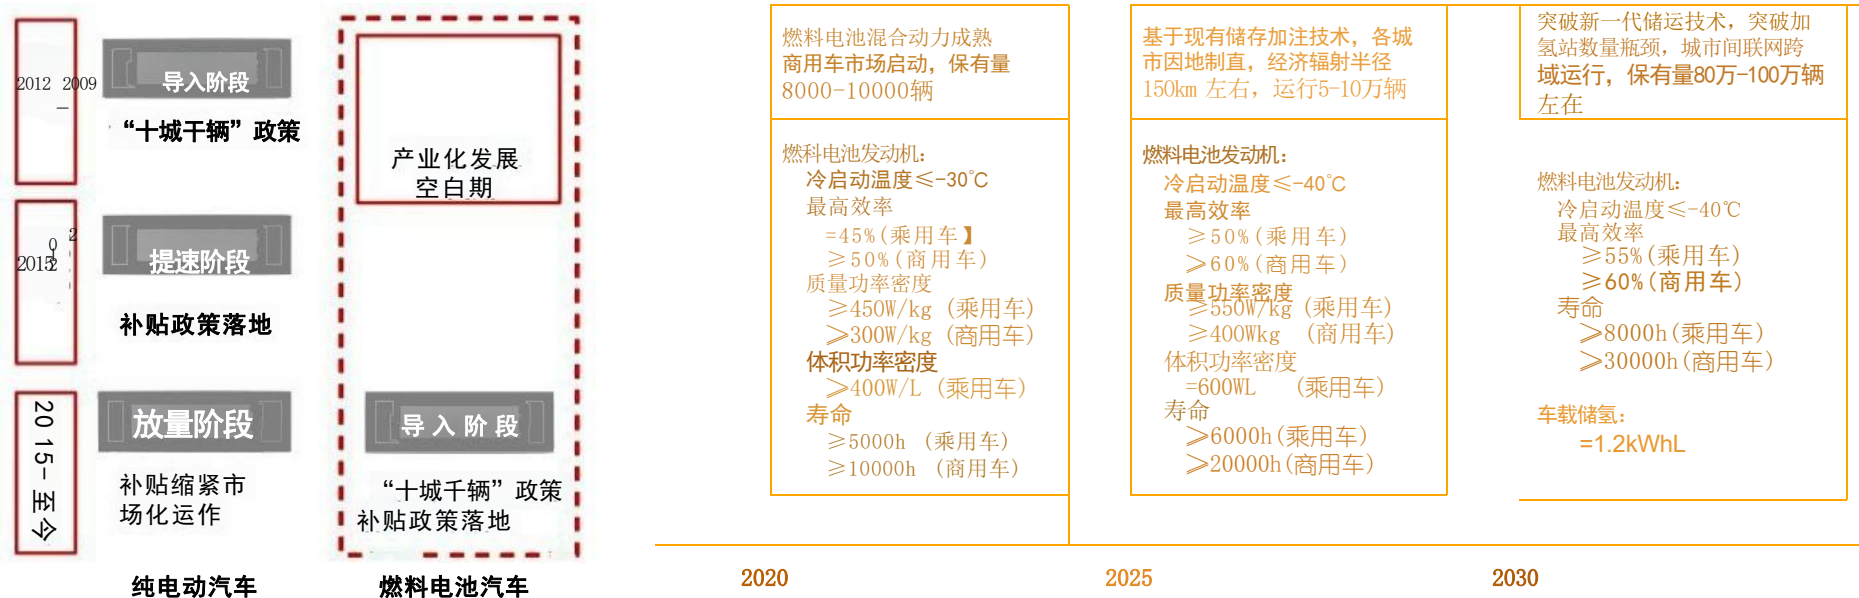 2012 2009
—
导入阶段
“十城干辆”政策
产业化发展
空白期
2015
提速阶段
补贴政策落地
20 15-至今
放量阶段
补贴缩紧市
场化运作
导入阶段
“十城千辆”政策
补贴政策落地
纯电动汽车
燃料电池汽车
燃料电池混合动力成熟
商用车市场启动，保有量
8000-10000辆
燃科电池发动机：
冷启动温度≤-30℃
最高效率
=45%(乘用车】
≥50%(商用车)
质量功率密度
≥450W/kg (乘用车)
≥300W/kg (商用车)
体积功率密度
≥400W/L (乘用车)
寿命
≥5000h (乘用车)
≥10000h (商用车)
2020
基于现有储存加注技术，各城
市因地制直，经济辐射半径
150km 左右，运行5-10万辆
燃料电池发动机：
冷启动温度≤-40℃
最高效率
≥50%(乘用车)
≥60%(商用车)
质量功率密度
≥550W/kg (乘用车)
≥400Wkg (商用车)
体积功率密度
=600WL (乘用车)
寿命
≥6000h(乘用车)
≥20000h(商用车)
2025
突破新一代储运技术，突破加
氢站数量瓶颈，城市间联网跨
域运行，保有量80万-100万辆
左在
燃料电池发动机：
冷启动温度≤-40℃
最高效率
≥55%(乘用车)
≥60%(商用车)
寿命
≥8000h(乘用车)
≥30000h(商用车)
车载储氢：
=1.2kWhL
2030